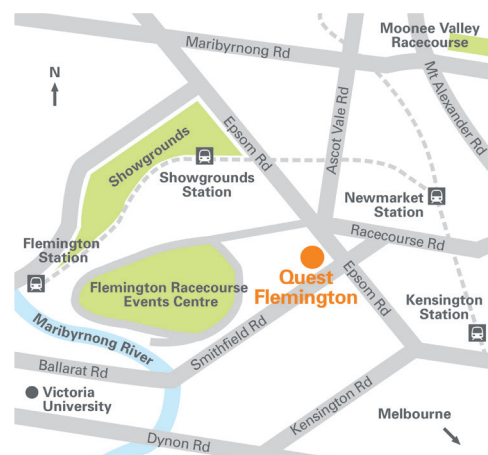 Moonee Valley
Racecourse
Maribyrnong Rd
N
Mt Alexander Rd
Epsom Rd
Ascot Vale Rd
Showgrounds
Showgrounds
Station
Newmarket
Station
Racecourse Rd
Flemington
Station
Quest
Flemington
Epsom Rd
Flemington Racecourse
Events Centre
Kensington
Station
Maribyrnong River
Smithfield Rd
Ballarat Rd
Victoria
University
Kensington Rd
Melbourne
Dynon Rd